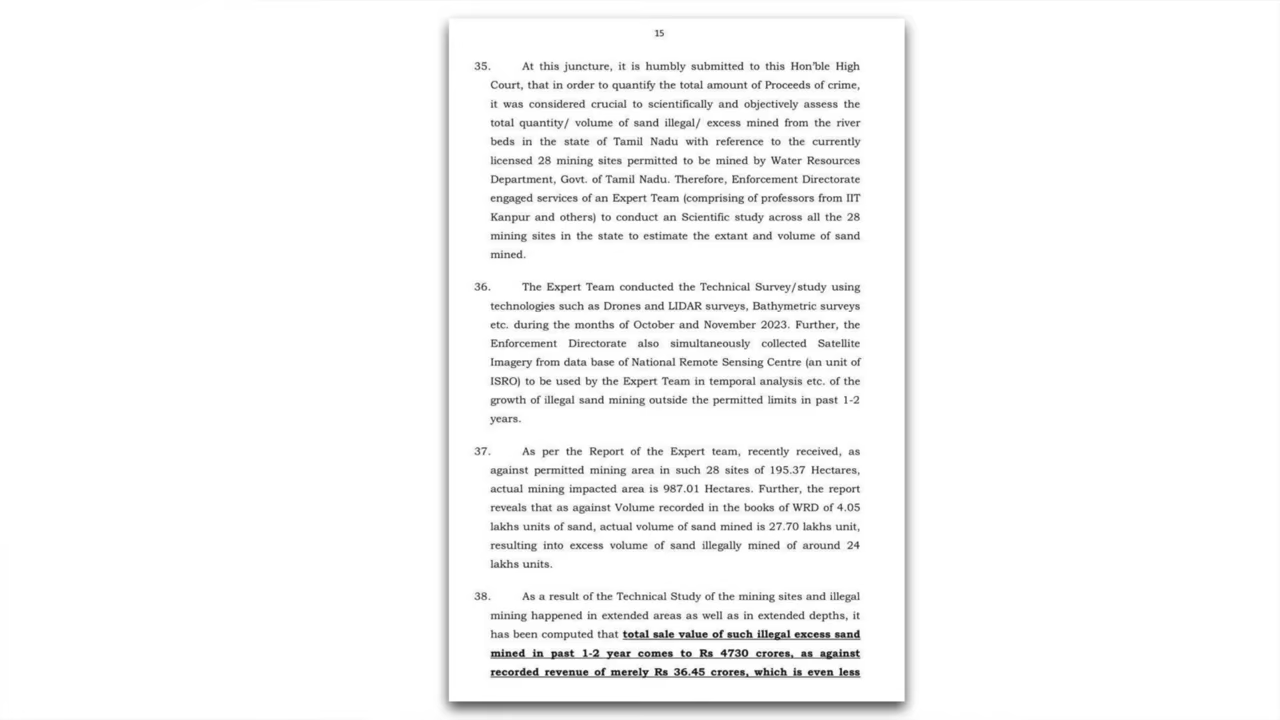 15
35. At this juncture, it is humbly submitted to this Hon'ble High
Court, that in order to quantify the total amount of Proceeds of crime,
it was considered crucial to scientifically and objectively assess the
total quantity/ volume of sand illegal/ excess mined from the river
beds in the state of Tamil Nadu with reference to the currently
licensed 28 mining sites permitted to be mined by Water Resources
Department, Govt. of Tamil Nadu. Therefore, Enforcement Directorate
engaged services of an Expert Team (comprising of professors from IIT
Kanpur and others) to conduct an Scientific study across all the 28
mining sites in the state to estimate the extant and volume of sand
mined.
36. The Expert Team conducted the Technical Survey/study using
technologies such as Drones and LIDAR surveys, Bathymetric surveys
etc. during the months of October and November 2023. Further, the
Enforcement Directorate also simultaneously collected Satellite
Imagery from data base of National Remote Sensing Centre (an unit of
ISRO) to be used by the Expert Team in temporal analysis etc. of the
growth of illegal sand mining outside the permitted limits in past 1-2
years.
37. As per the Report of the Expert team, recently received, as
against permitted mining area in such 28 sites of 195.37 Hectares,
actual mining impacted area is 987.01 Hectares. Further, the report
reveals that as against Volume recorded in the books of WRD of 4.05
lakhs units of sand, actual volume of sand mined is 27.70 lakhs unit,
resulting into excess volume of sand illegally mined of around 24
lakhs units.
38. As a result of the Technical Study of the mining sites and illegal
mining happened in extended areas as well as in extended depths, it
has been computed that total sale value of such illegal excess sand
mined in past 1-2 year comes to Rs 4730 crores, as against
recorded revenue of merely Rs 36.45 crores, which is even less